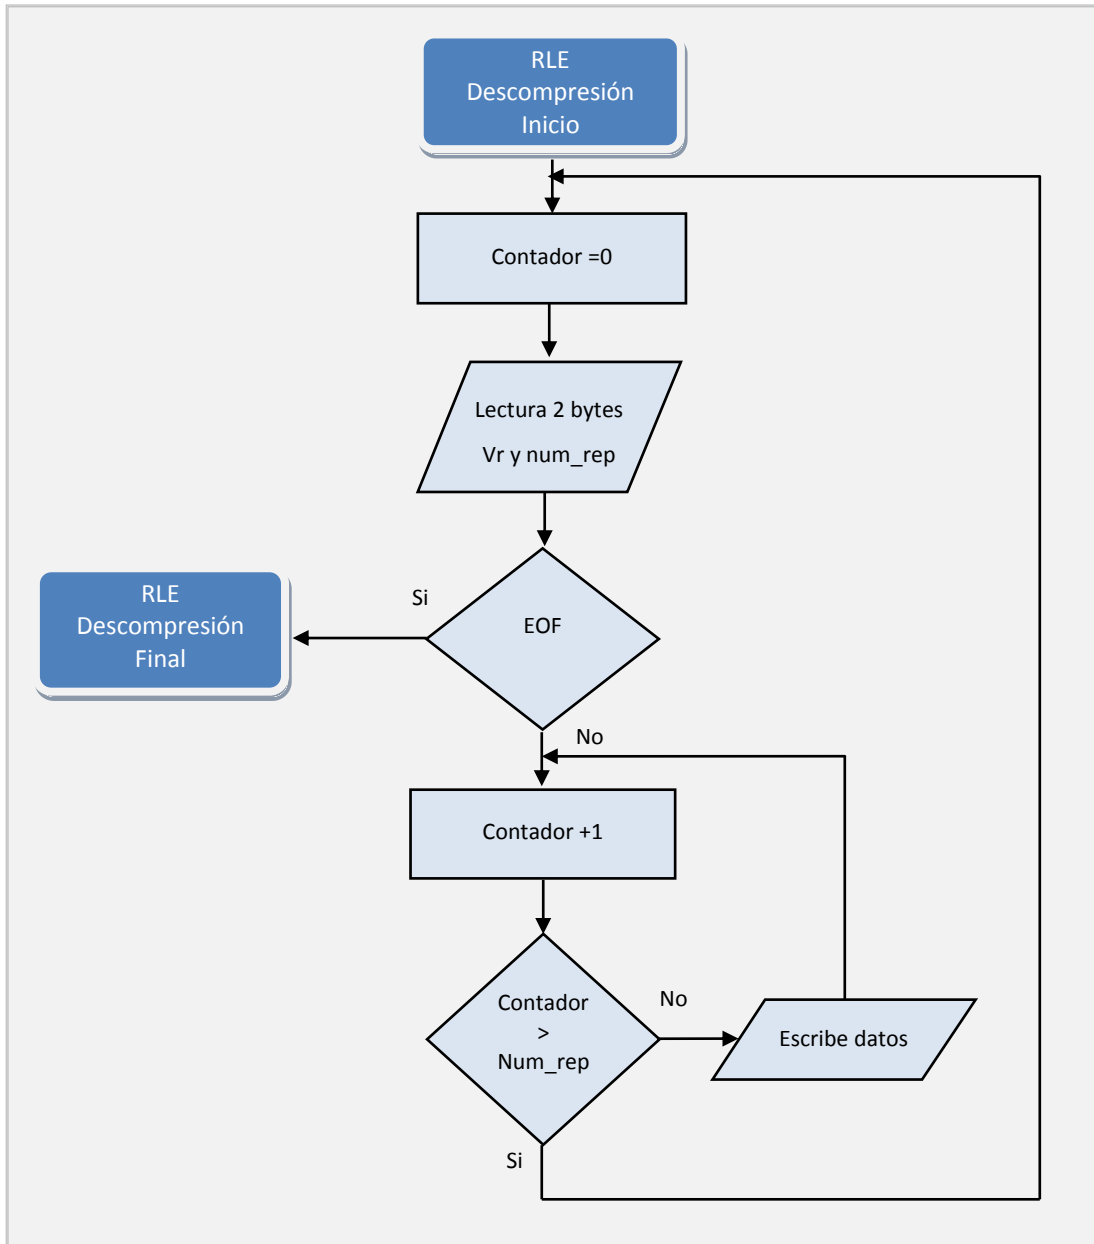 RLE
Descompresión
Inicio
Contador =0
Lectura 2 bytes
Vr y num_rep
Si
EOF
RLE
Descompresión
Final
No
Contador +1
Contador
>
Num_rep
No
Escribe datos
Si